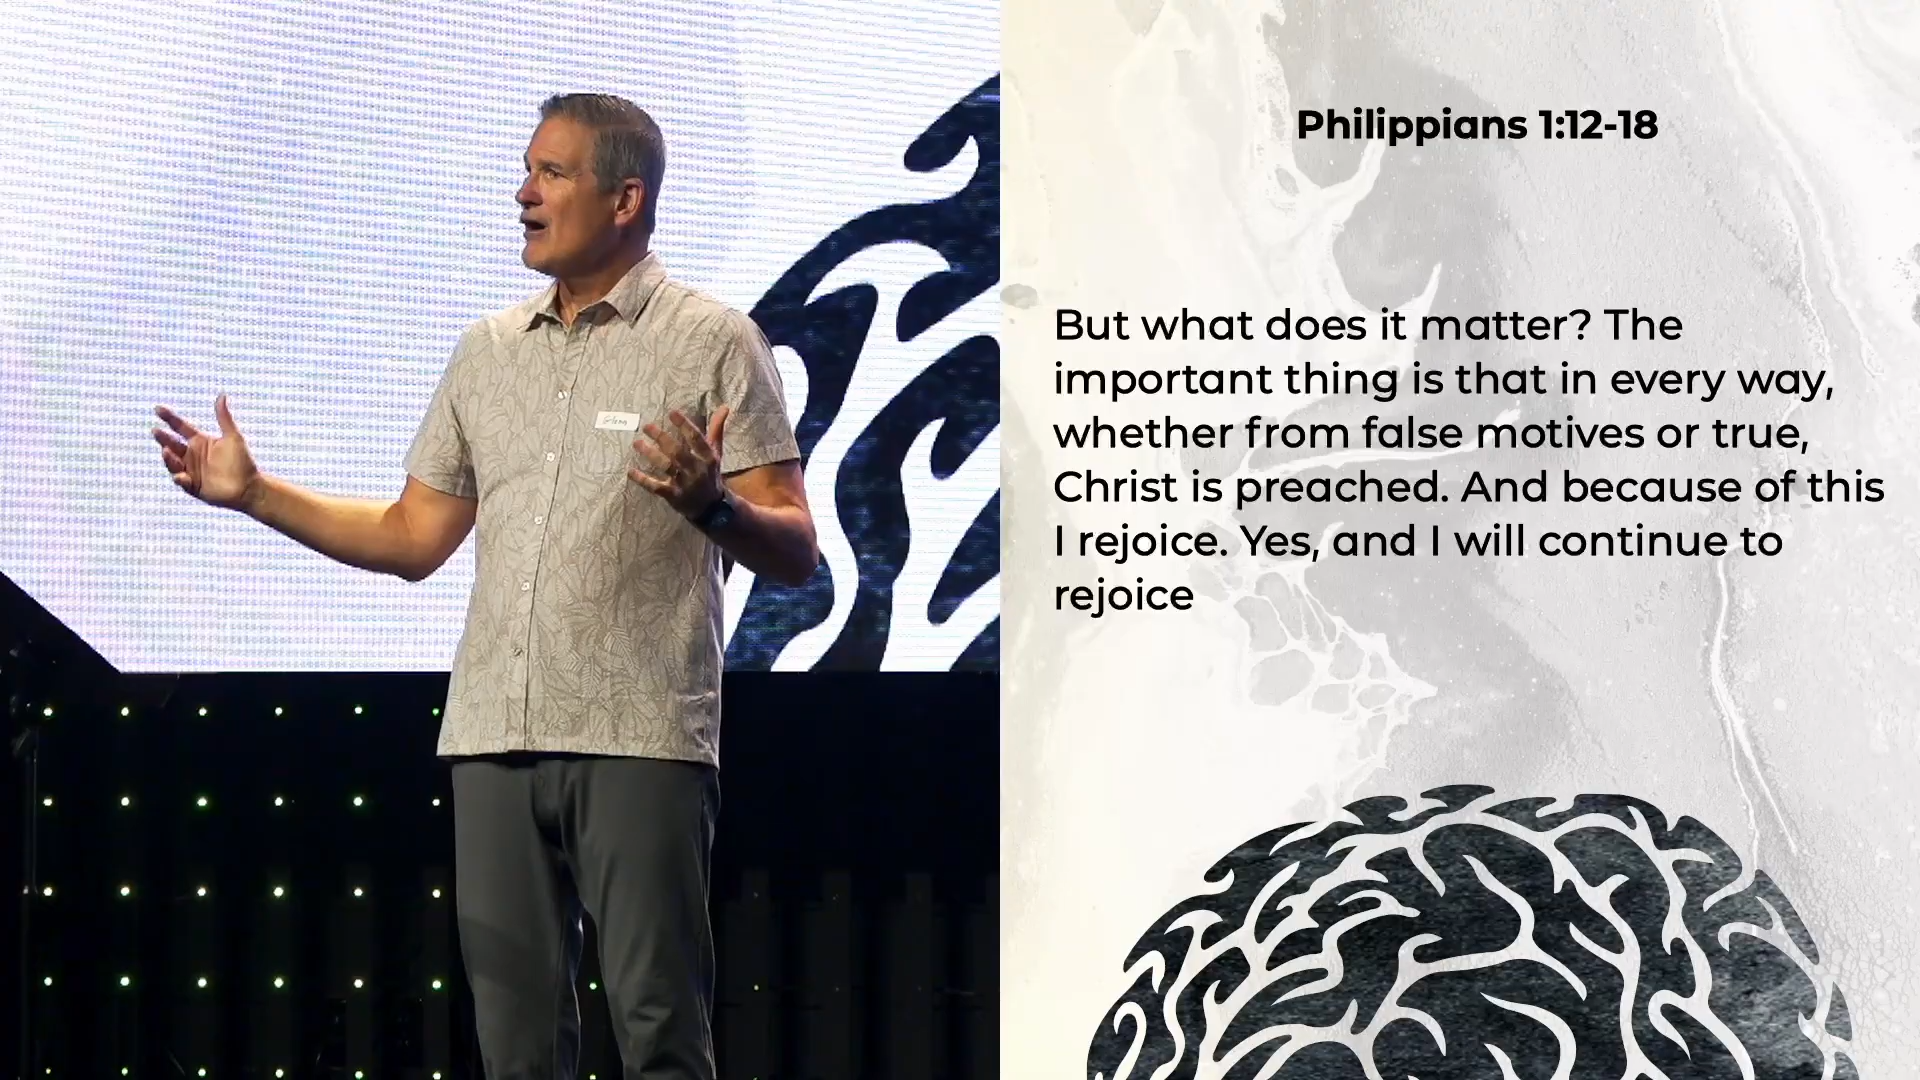 Glenn
Philippians 1:12-18
But what does it matter? The
important thing is that in every way,
whether from false motives or true,
Christ is preached. And because of this
I rejoice. Yes, and I will continue to
rejoice